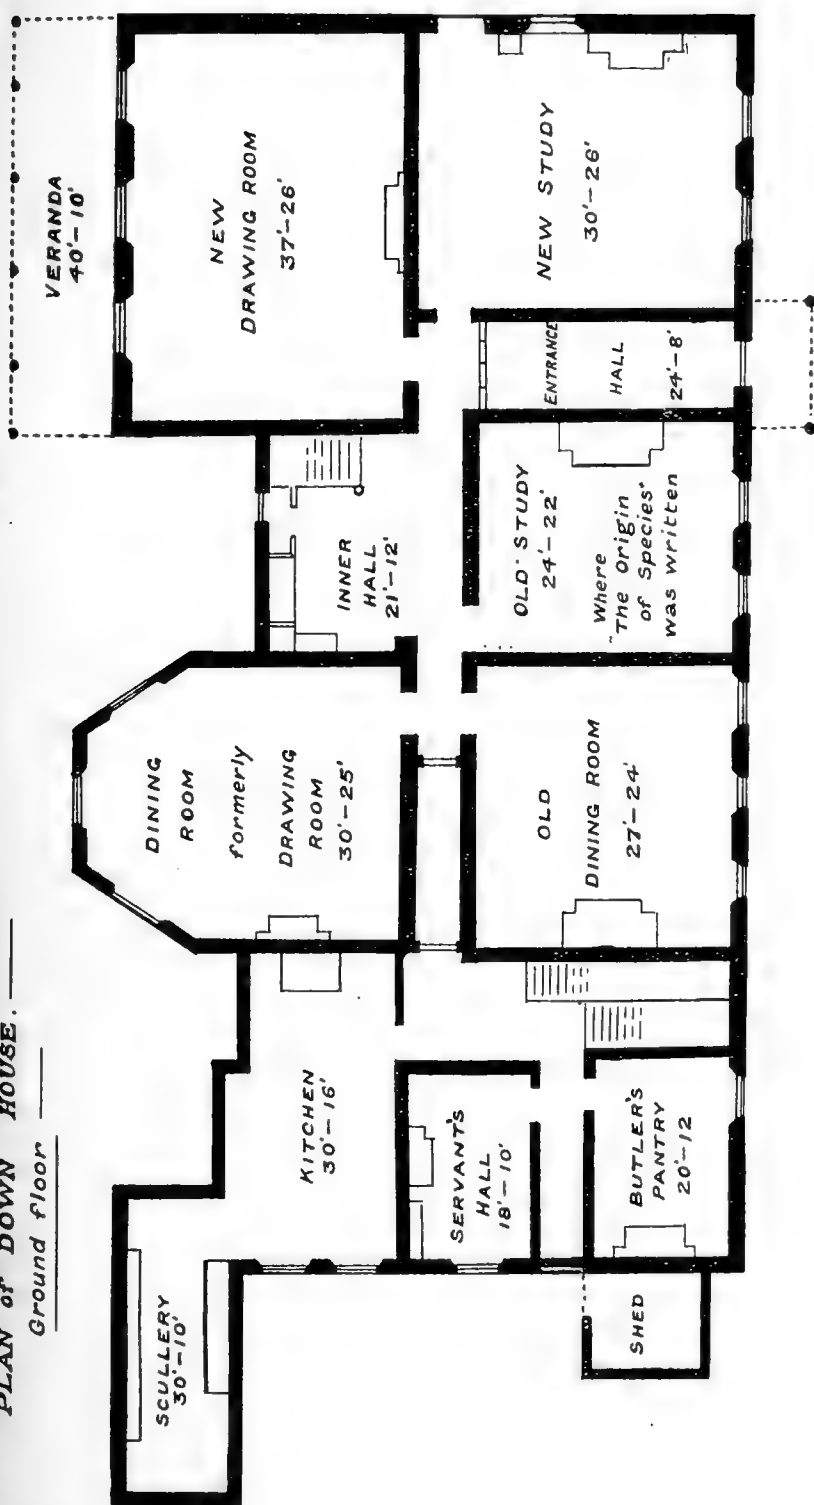 PLAN of DOWN HOUSE.
Ground floor
VERANDA
40'-10'
NEW
DRAWING ROOM
37'-26'
NEW STUDY
30'-26'
ENTRANCE
HALL
24'-8'
INNER
HALL
21'-12'
OLD STUDY
24'-22'
Where
"The Origin
of Species"
was written
DINING
ROOM
formerly
DRAWING
ROOM
30'-25'
OLD
DINING ROOM
27'-24'
KITCHEN
30'-16'
SERVANT'S
HALL
18'-10'
BUTLER'S
PANTRY
20'-12
SCULLERY
30'-10'
SHED